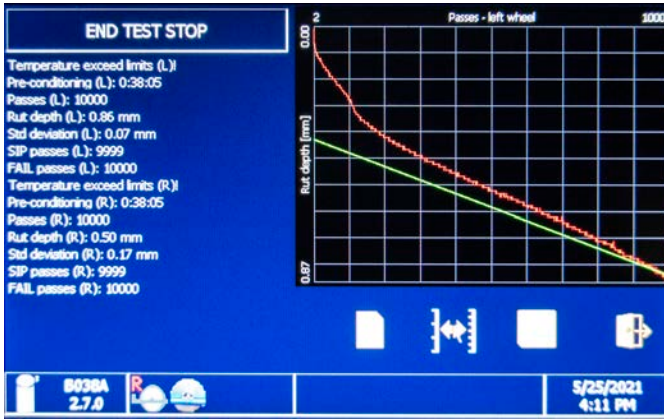 END TEST STOP
Temperature exceed limits (L)!
Pre-conditioning (L): 0:38:05
Passes (L): 10000
Rut depth (L): 0.86 mm
Std deviation (L): 0.07 mm
SIP passes (L): 9999
FAIL passes (L): 10000
Temperature exceed limits (R)!
Pre-conditioning (R): 0:38:05
Passes (R): 10000
Rut depth (R): 0.50 mm
Std deviation (R): 0.17 mm
SIP passes (R): 9999
FAIL passes (R): 10000
2 Passes - left wheel 1000
0.00
Rut depth [mm]
0.87
B038A
2.7.0
R
L
5/25/2021
4:11 PM